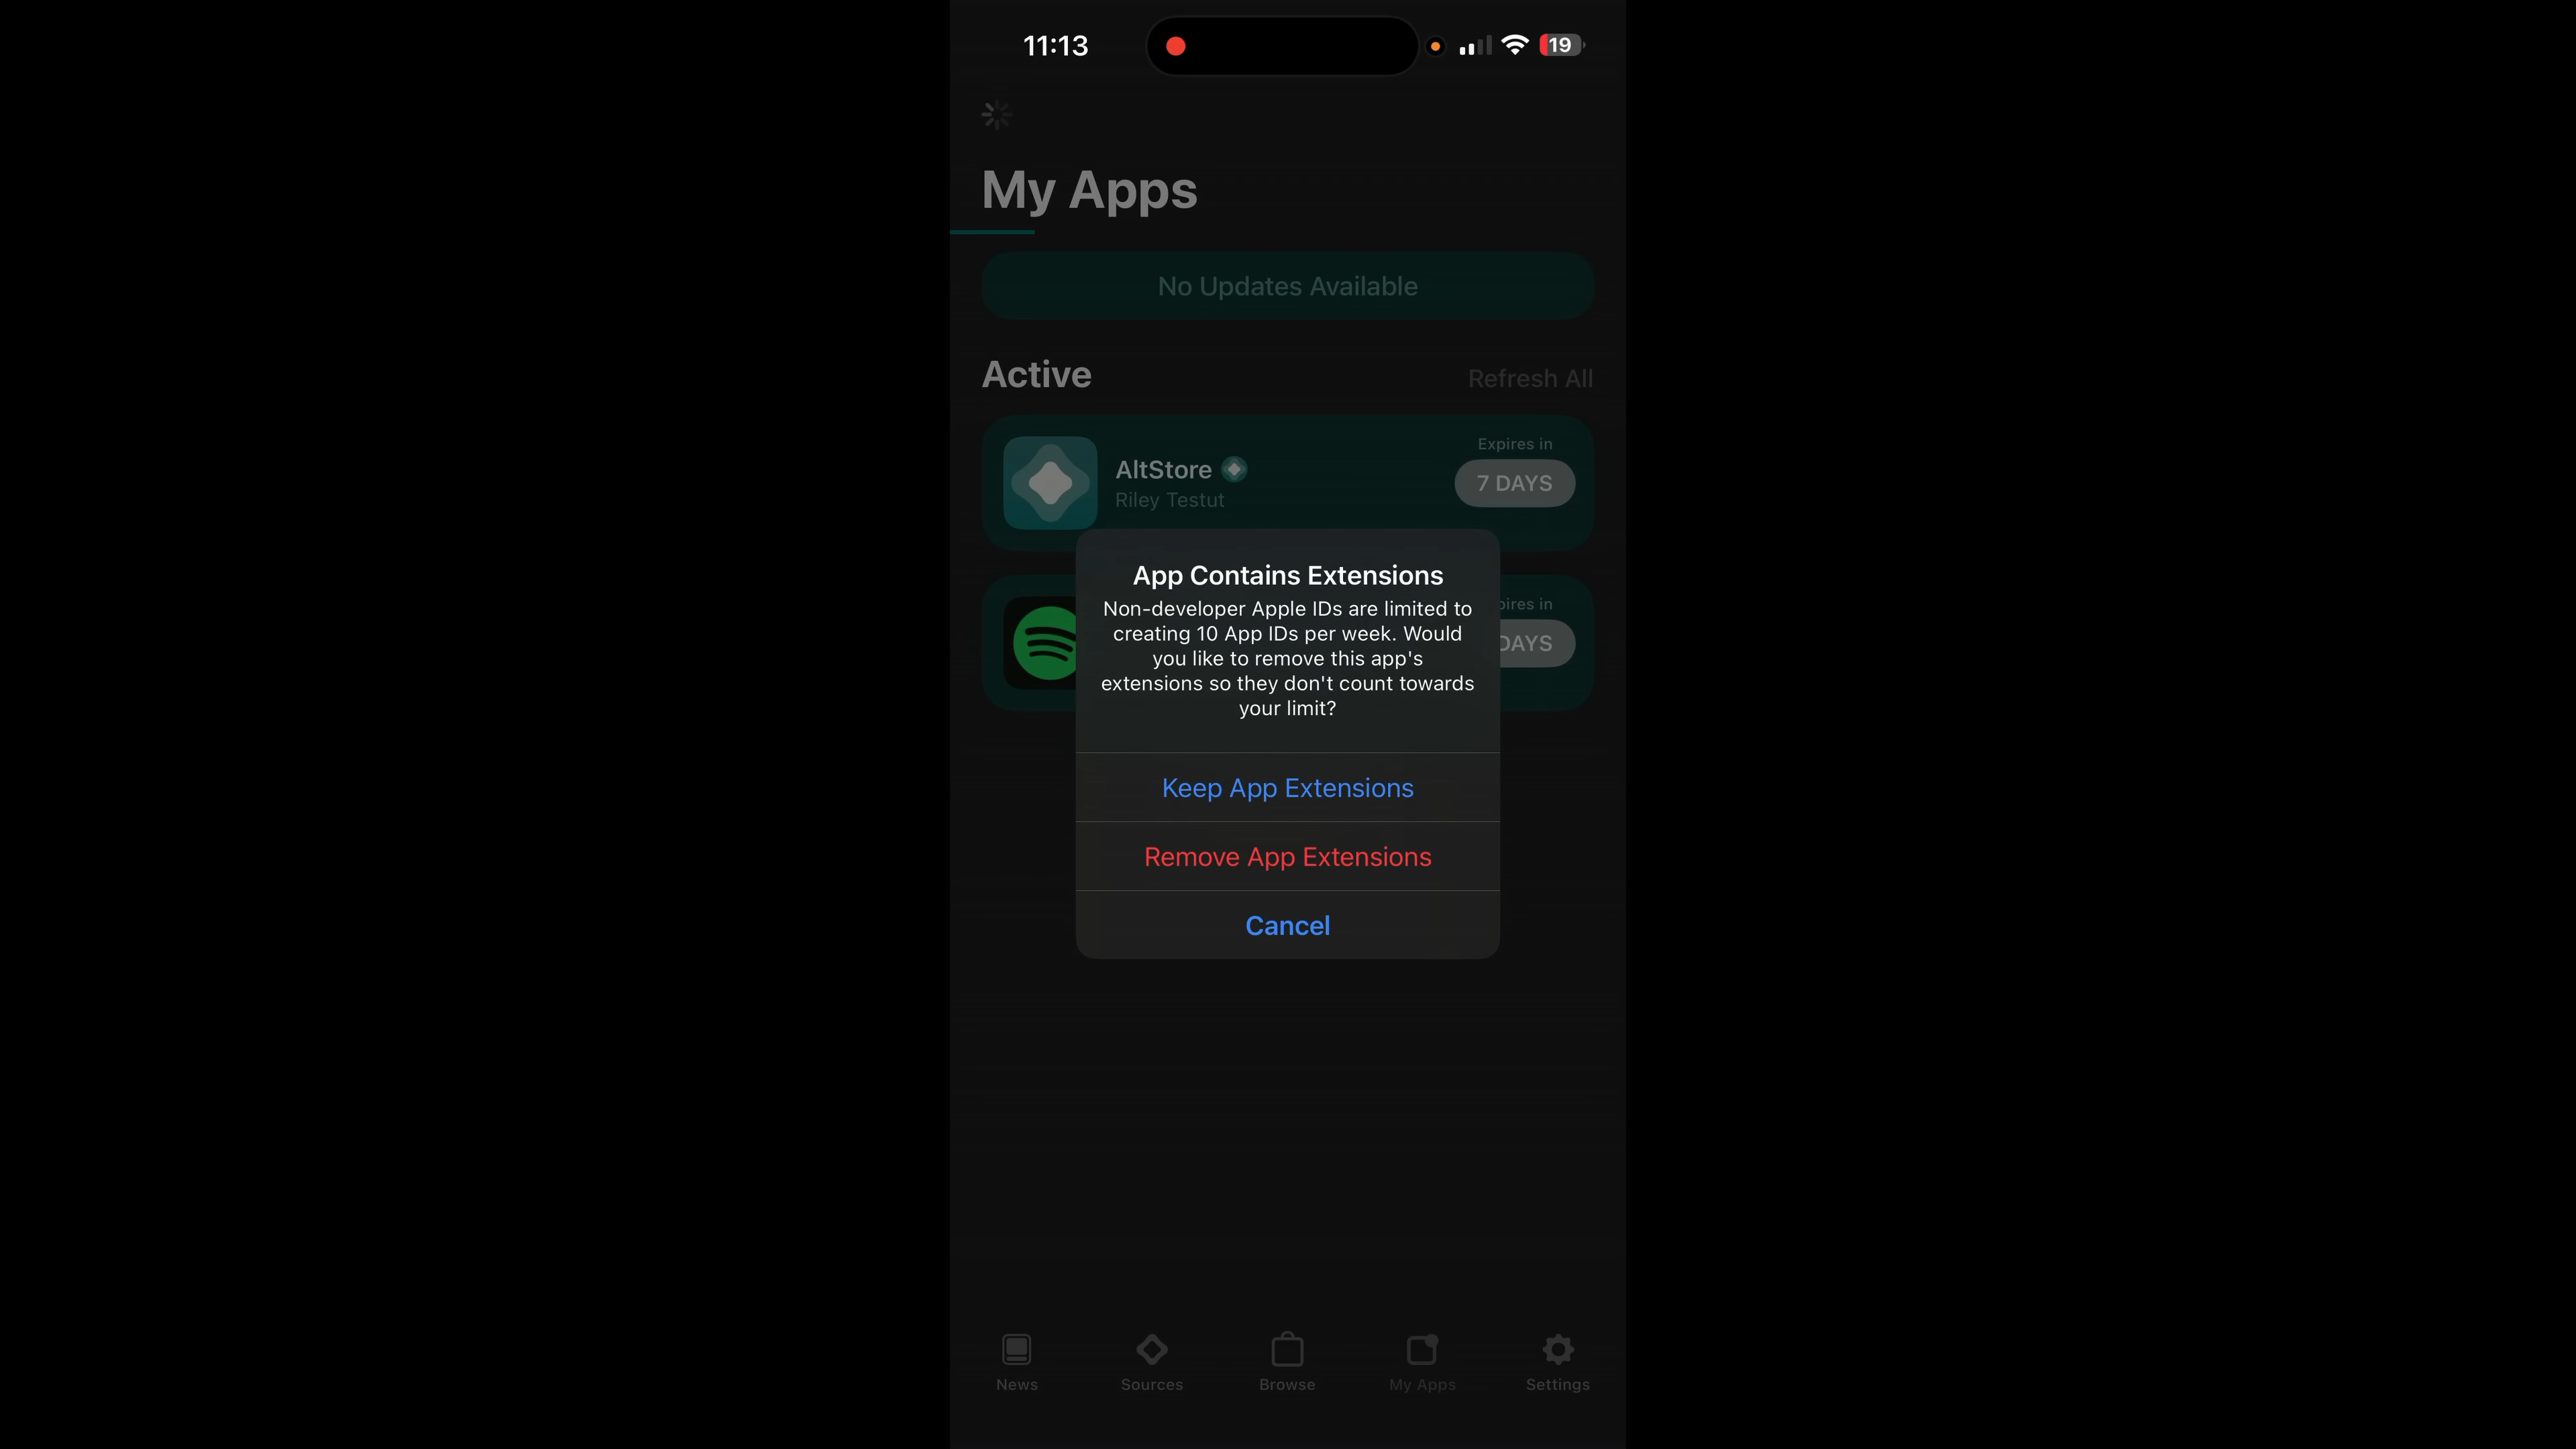 11:13
19
My Apps
No Updates Available
Active
Refresh All
Expires in
AltStore
7 DAYS
Riley Testut
App Contains Extensions
Non-developer Apple IDs are limited to
creating 10 App IDs per week. Would
you like to remove this app's
extensions so they don't count towards
your limit?
pires in
DAYS
Keep App Extensions
Remove App Extensions
Cancel
News
Sources
Browse
My Apps
Settings